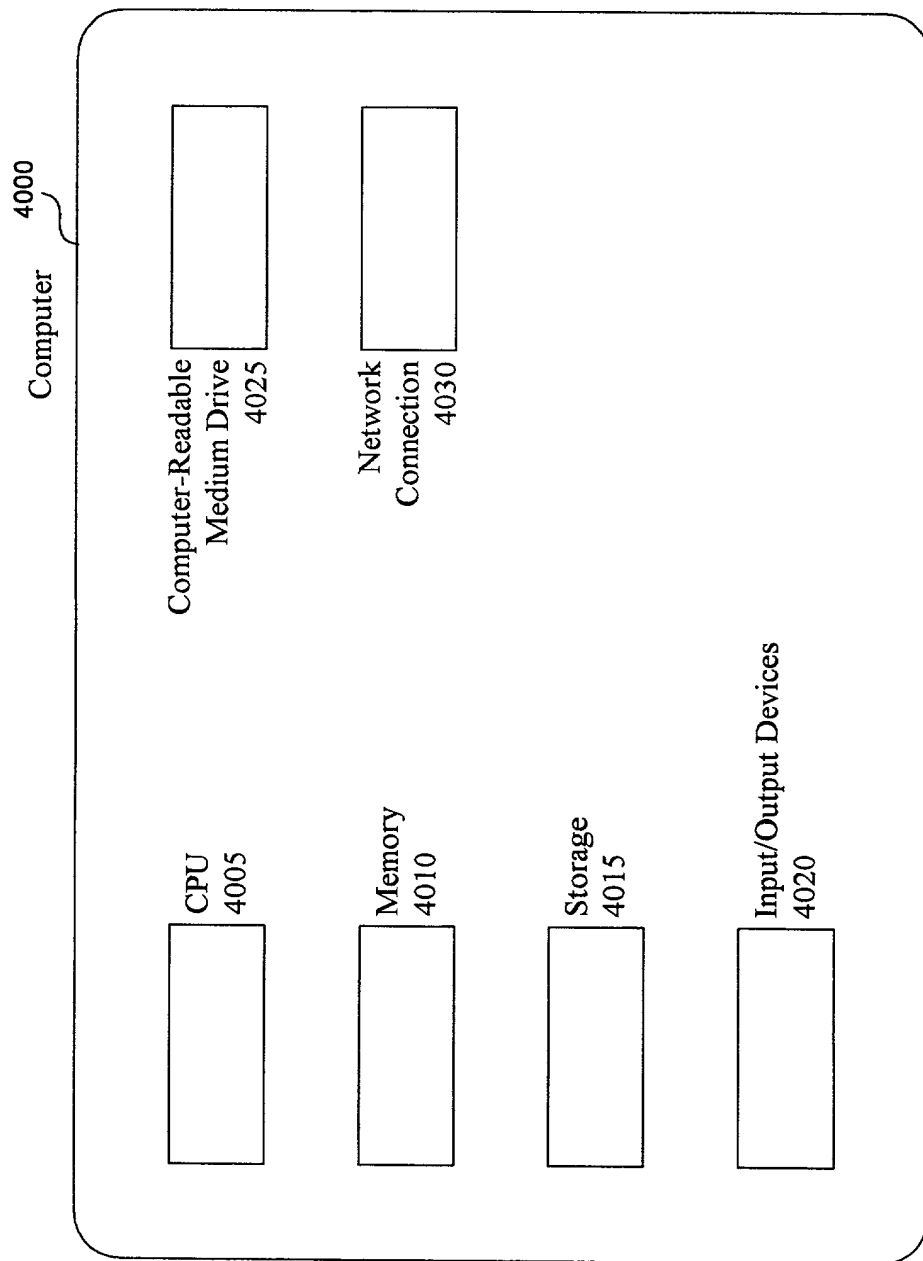 Computer
4000
CPU
4005
Memory
4010
Storage
4015
Input/Output Devices
4020
Computer-Readable
Medium Drive
4025
Network
Connection
4030